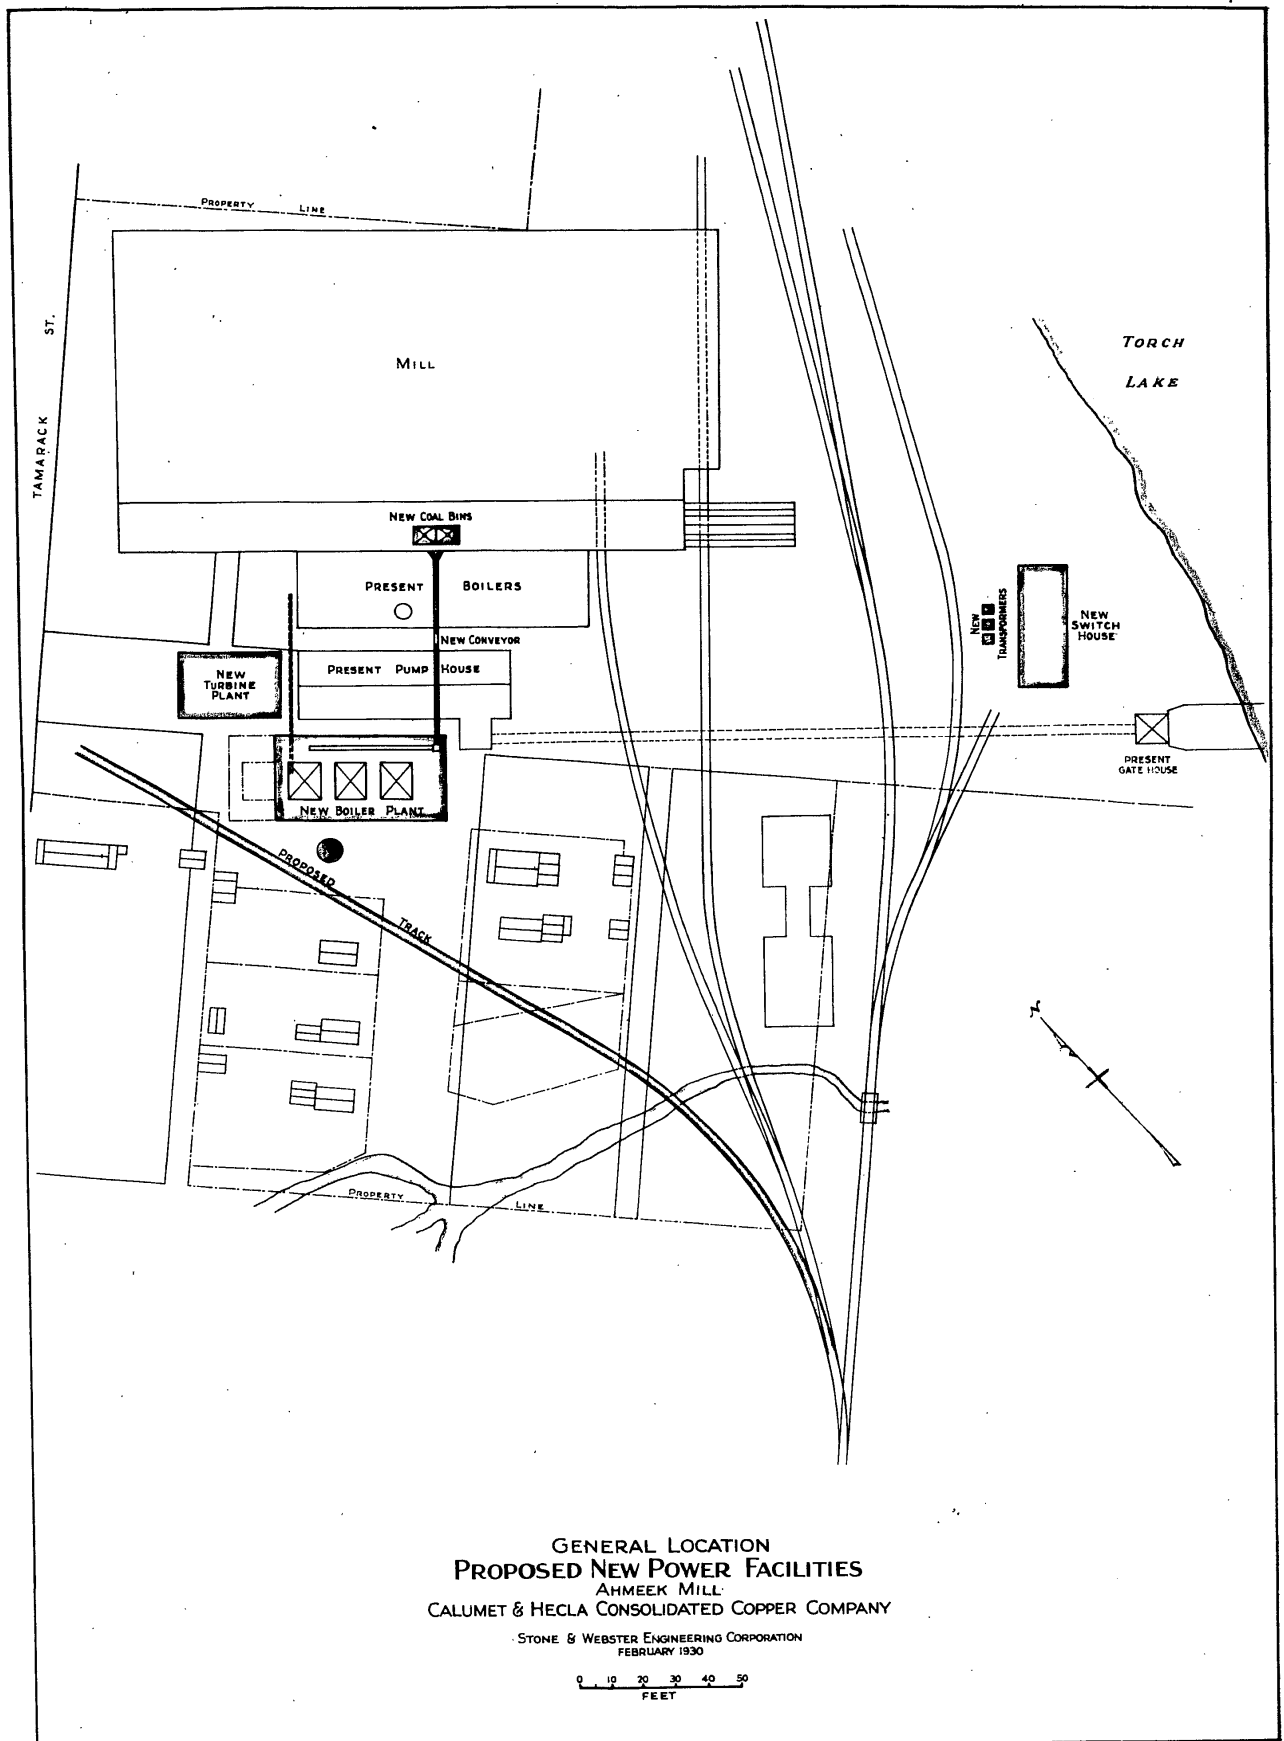 PROPERTY LINE
TAMARACK ST.
MILL
TORCH
LAKE
NEW COAL BINS
PRESENT BOILERS
NEW CONVEYOR
PRESENT PUMP HOUSE
NEW
TURBINE
PLANT
NEW
TRANSFORMERS
NEW
SWITCH
HOUSE
PRESENT
GATE HOUSE
NEW BOILER PLANT
PROPOSED TRACK
N
PROPERTY LINE
GENERAL LOCATION
PROPOSED NEW POWER FACILITIES
AHMEEK MILL
CALUMET & HECLA CONSOLIDATED COPPER COMPANY
STONE & WEBSTER ENGINEERING CORPORATION
FEBRUARY 1930
0 10 20 30 40 50
FEET